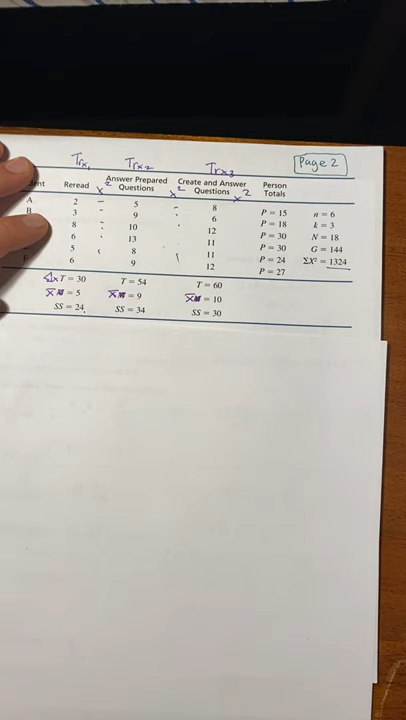 Trx₁ Trx₂ Trx₃ Page 2
Reread X² Answer Prepared Questions X² Create and Answer Questions X² Person Totals
A 2 5 8 P = 15 n = 6
B 3 9 6 P = 18 k = 3
8 10 12 P = 30 N = 18
6 13 11 P = 30 G = 144
5 8 11 P = 24 ΣX² = 1324
6 9 12 P = 27
T = 30 T = 54 T = 60
X̄ = 5 X̄ = 9 X̄ = 10
SS = 24 SS = 34 SS = 30